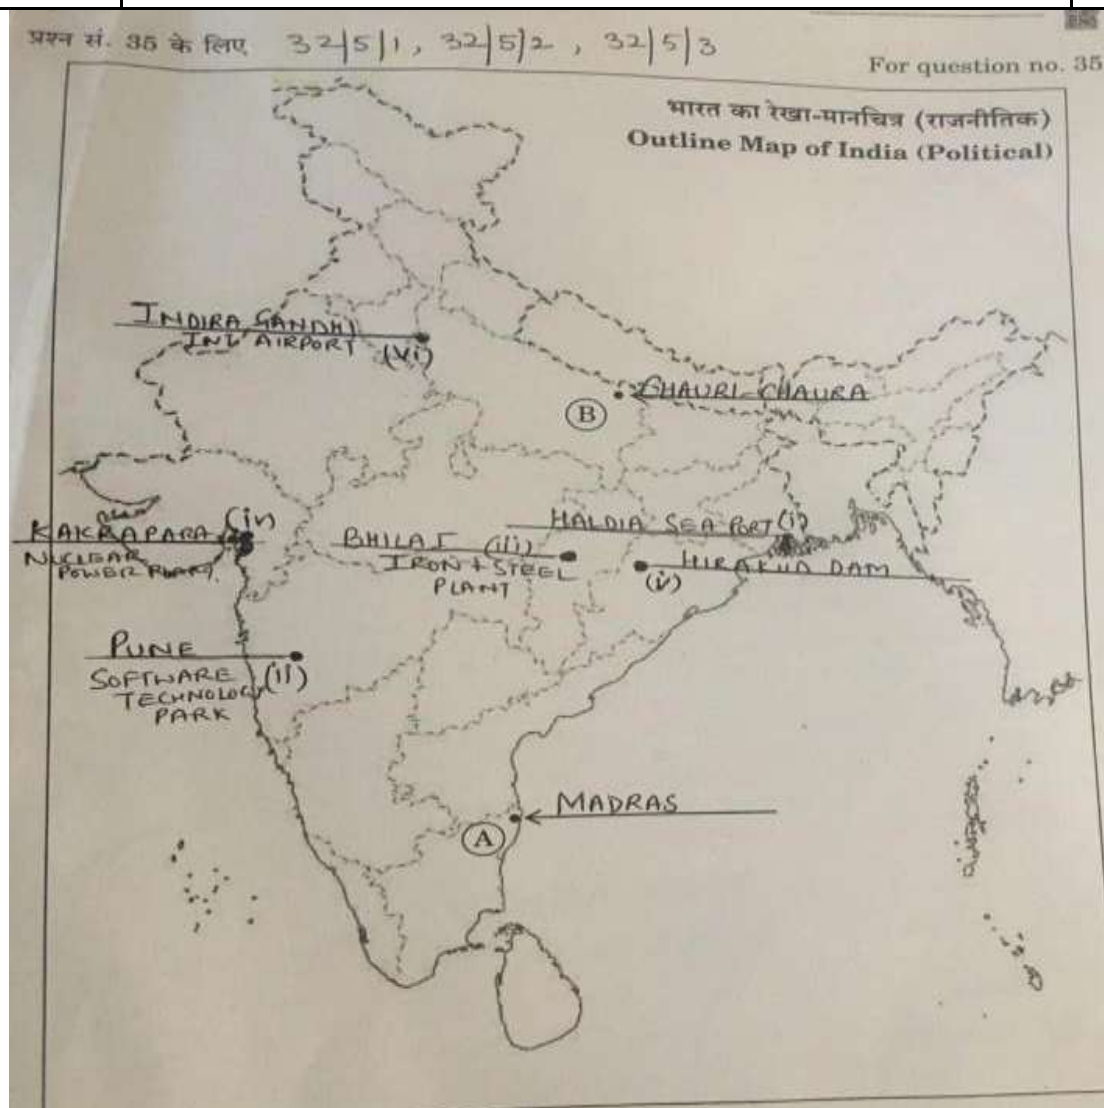 प्रश्न सं. 35 के लिए 32/5/1, 32/5/2, 32/5/3
For question no. 35
भारत का रेखा-मानचित्र (राजनीतिक)
Outline Map of India (Political)
INDIRA GANDHI
INT' AIRPORT (vi)
CHAURI-CHAURA
B
KAKRAPARA (iv)
NUCLEAR
POWER PLANT
BHILAI (iii)
IRON + STEEL
PLANT
HALDIA SEA PORT (i)
HIRAKUD DAM
(v)
PUNE
SOFTWARE (ii)
TECHNOLOGY
PARK
MADRAS
A